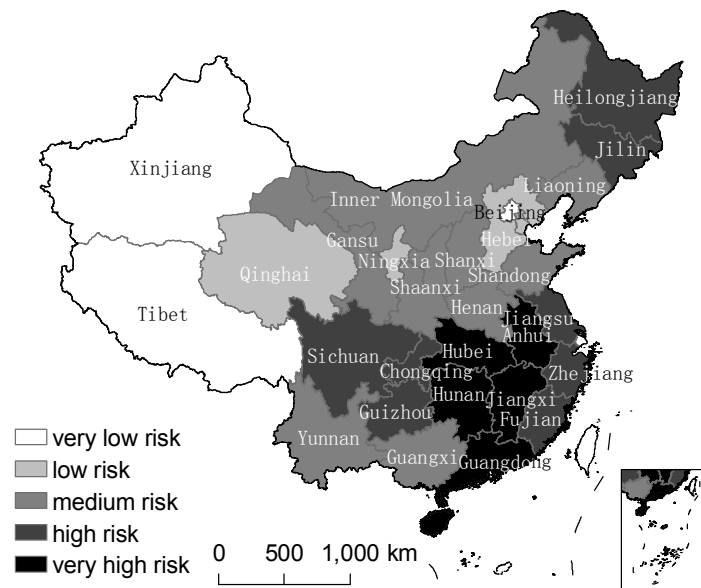 Heilongjiang
Jilin
Xinjiang
Liaoning
Inner Mongolia
Beijing
Gansu
Hebei
Ningxia
Shanxi
Qinghai
Shandong
Shaanxi
Henan
Tibet
Jiangsu
Anhui
Sichuan
Hubei
Chongqing
Zhejiang
Hunan
Jiangxi
Guizhou
Fujian
Yunnan
Guangxi
Guangdong
very low risk
low risk
medium risk
high risk
very high risk
0 500 1,000 km